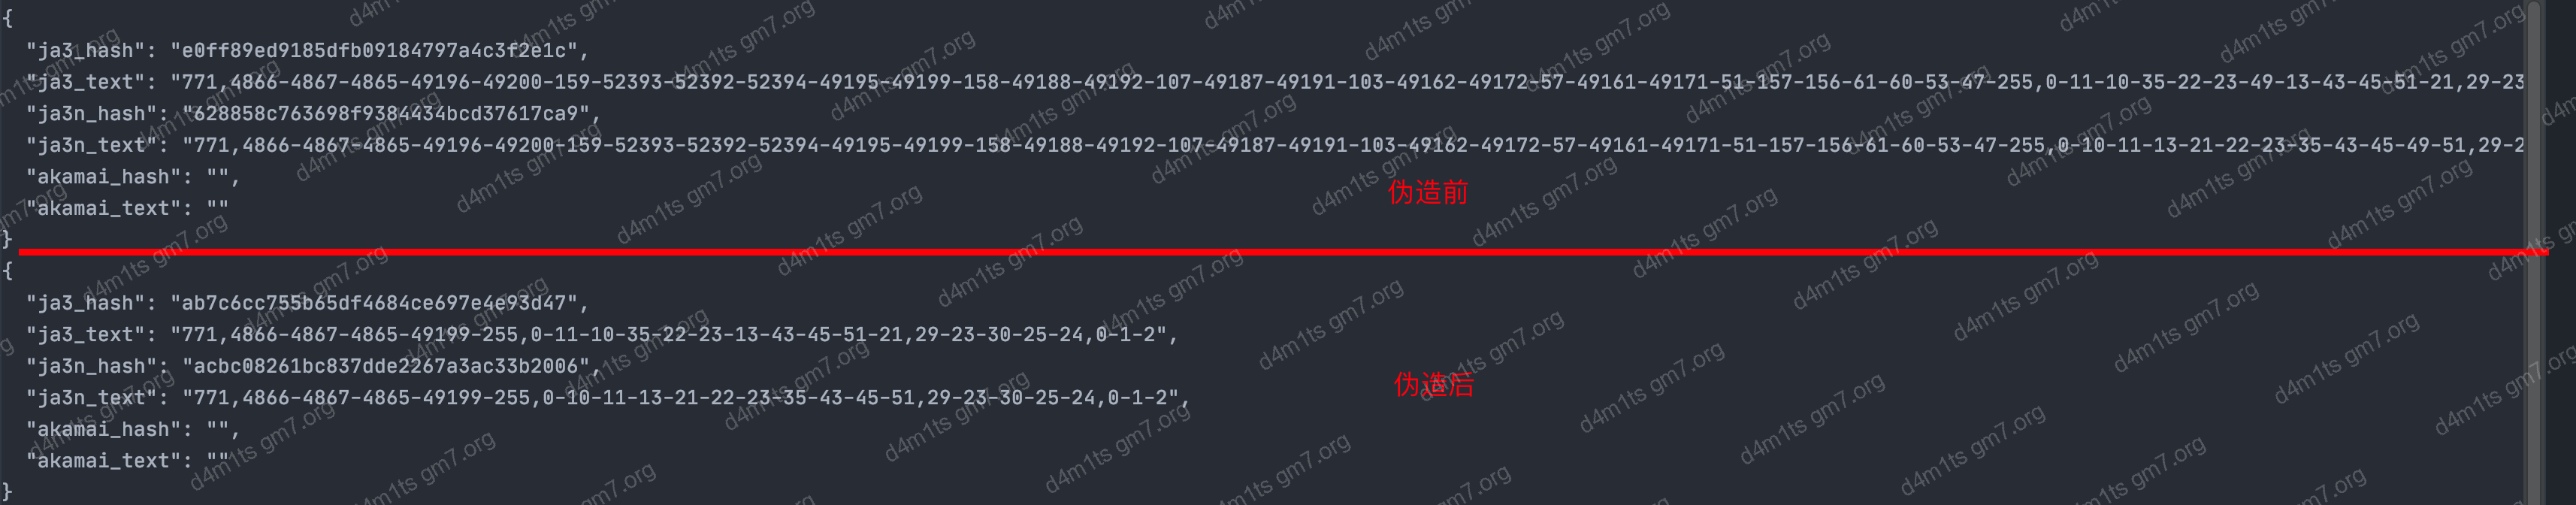 {
"ja3_hash": "e0ff89ed9185dfb09184797a4c3f2e1c",
"ja3_text": "771,4866-4867-4865-49196-49200-159-52393-52392-52394-49195-49199-158-49188-49192-107-49187-49191-103-49162-49172-57-49161-49171-51-157-156-61-60-53-47-255,0-11-10-35-22-23-49-13-43-45-51-21,29-23
"ja3n_hash": "628858c763698f9384434bcd37617ca9",
"ja3n_text": "771,4866-4867-4865-49196-49200-159-52393-52392-52394-49195-49199-158-49188-49192-107-49187-49191-103-49162-49172-57-49161-49171-51-157-156-61-60-53-47-255,0-10-11-13-21-22-23-35-43-45-49-51,29-2
"akamai_hash": "",
伪造前
"akamai_text": ""
}
{
"ja3_hash": "ab7c6cc755b65df4684ce697e4e93d47",
"ja3_text": "771,4866-4867-4865-49199-255,0-11-10-35-22-23-13-43-45-51-21,29-23-30-25-24,0-1-2",
"ja3n_hash": "acbc08261bc837dde2267a3ac33b2006",
伪造后
"ja3n_text": "771,4866-4867-4865-49199-255,0-10-11-13-21-22-23-35-43-45-51,29-23-30-25-24,0-1-2",
"akamai_hash": "",
"akamai_text": ""
}
d4m1ts gm7.org